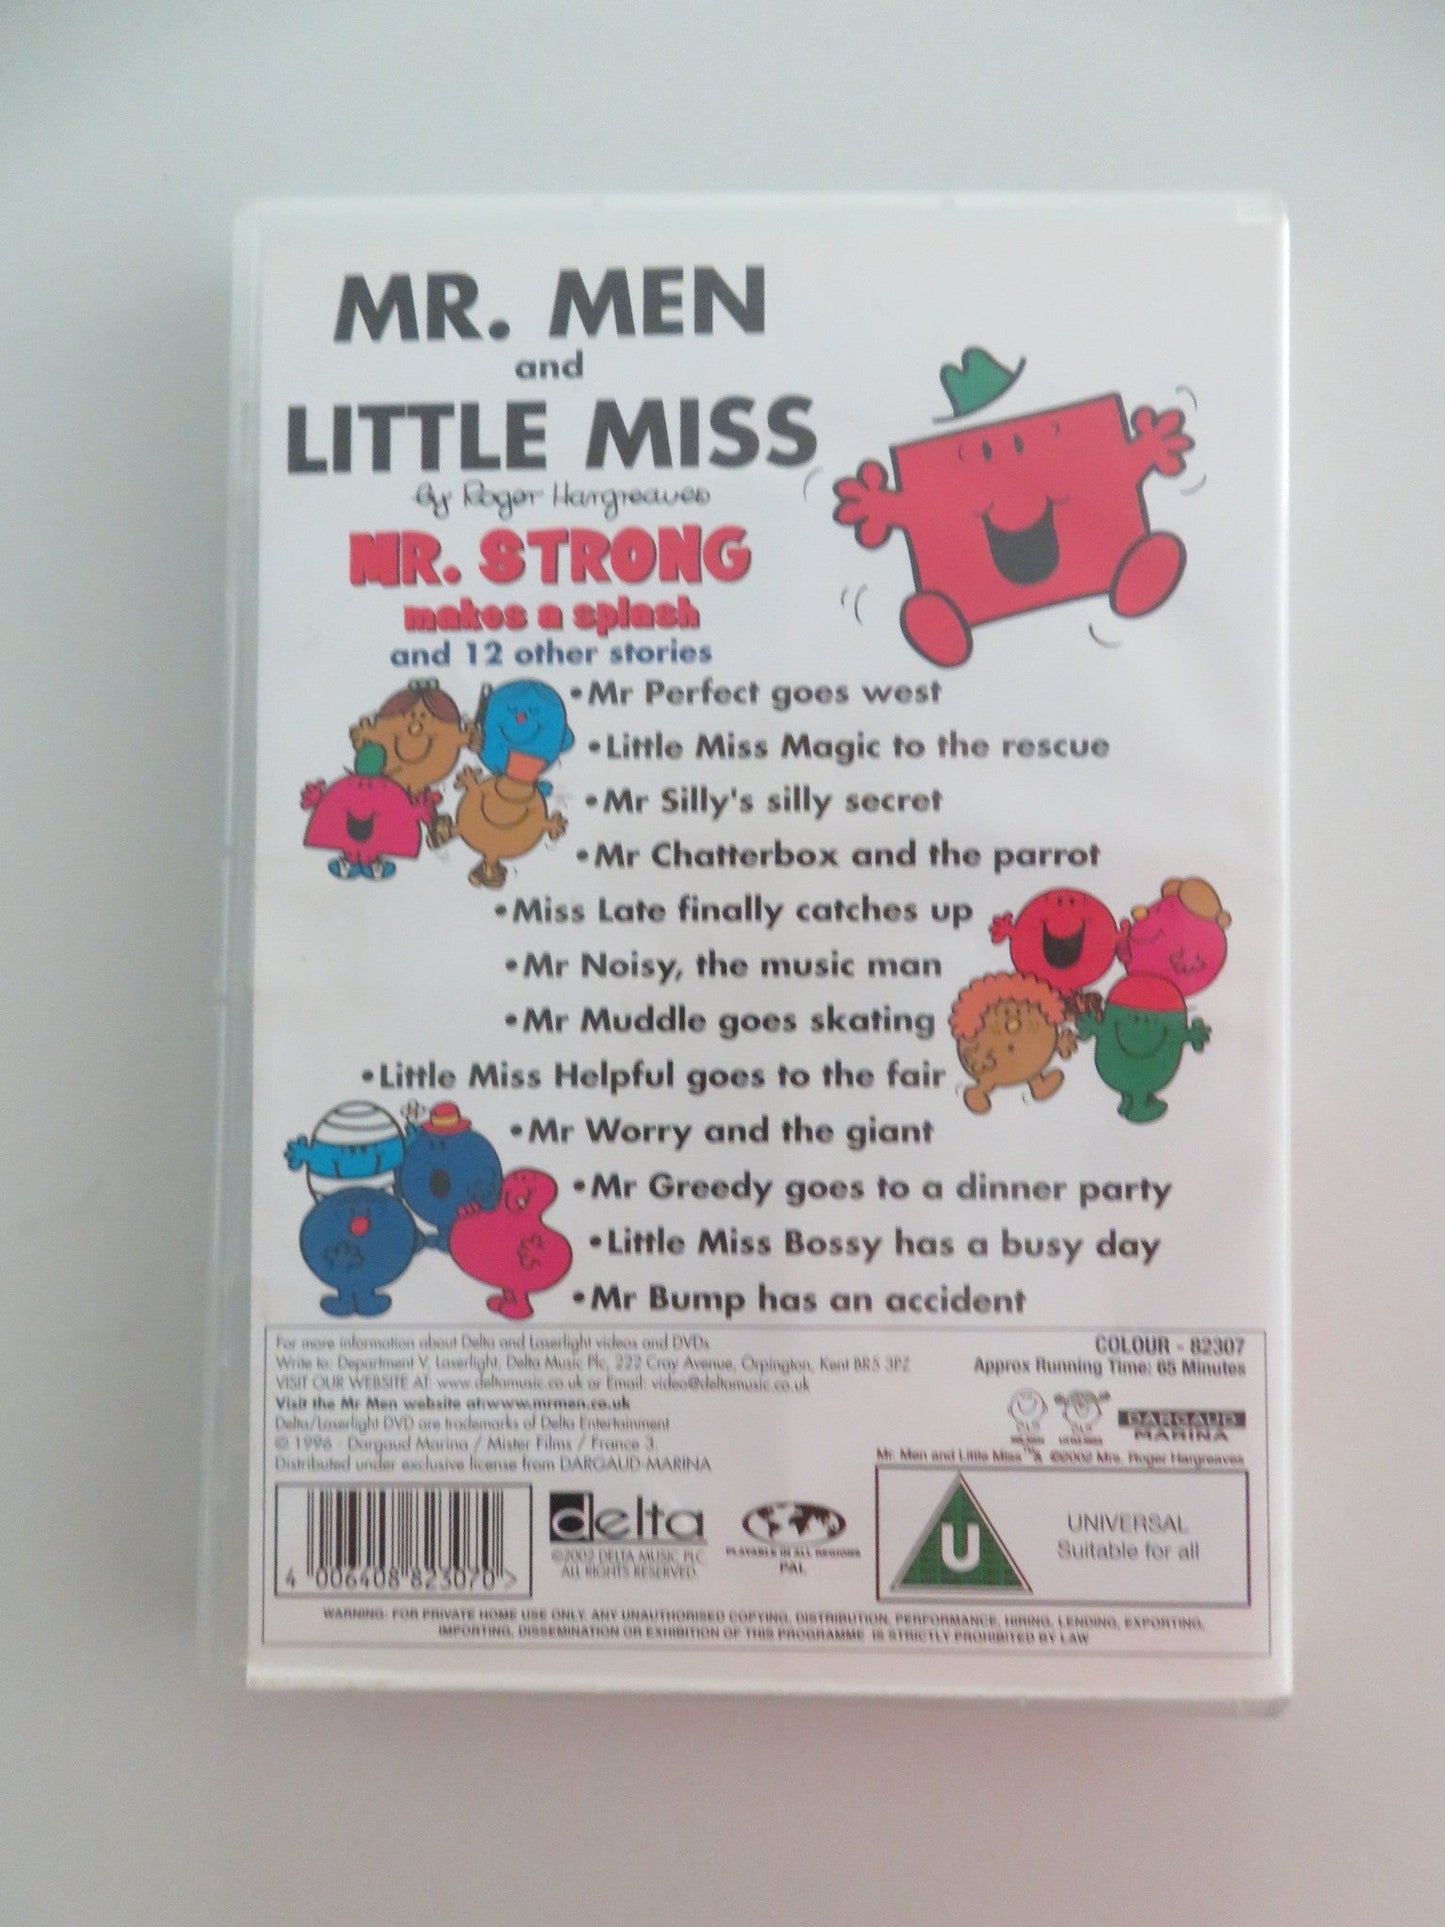 MR. MEN
and
LITTLE MISS
By Roger Hargreaves
MR. STRONG
makes a splash
and 12 other stories
•Mr Perfect goes west
•Little Miss Magic to the rescue
•Mr Silly's silly secret
•Mr Chatterbox and the parrot
•Miss Late finally catches up
•Mr Noisy, the music man
•Mr Muddle goes skating
•Little Miss Helpful goes to the fair
•Mr Worry and the giant
•Mr Greedy goes to a dinner party
•Little Miss Bossy has a busy day
•Mr Bump has an accident
For more information about Delta and Laserlight videos and DVDs
Write to: Department V, Laserlight, Delta Music Plc, 222 Cray Avenue, Orpington, Kent BR5 3PZ
VISIT OUR WEBSITE AT www.deltamusic.co.uk or Email: video@deltamusic.co.uk
Visit the Mr Men website at:www.mrmen.co.uk
Delta/Laserlight DVD are trademarks of Delta Entertainment
© 1996 - Dargaud Marina / Mister Films / France 3.
Distributed under exclusive license from DARGAUD-MARINA
COLOUR - 82307
Approx Running Time: 65 Minutes
MR. MEN LITTLE MISS
DARGAUD
MARINA
Mr. Men and Little Miss ™& ©2002 Mrs. Roger Hargreaves
4 006408 823070 >
delta
©2002 DELTA MUSIC PLC
ALL RIGHTS RESERVED.
PLAYABLE IN ALL REGIONS
PAL
U
UNIVERSAL
Suitable for all
WARNING: FOR PRIVATE HOME USE ONLY. ANY UNAUTHORISED COPYING, DISTRIBUTION, PERFORMANCE, HIRING, LENDING, EXPORTING,
IMPORTING, DISSEMINATION OR EXHIBITION OF THIS PROGRAMME IS STRICTLY PROHIBITED BY LAW